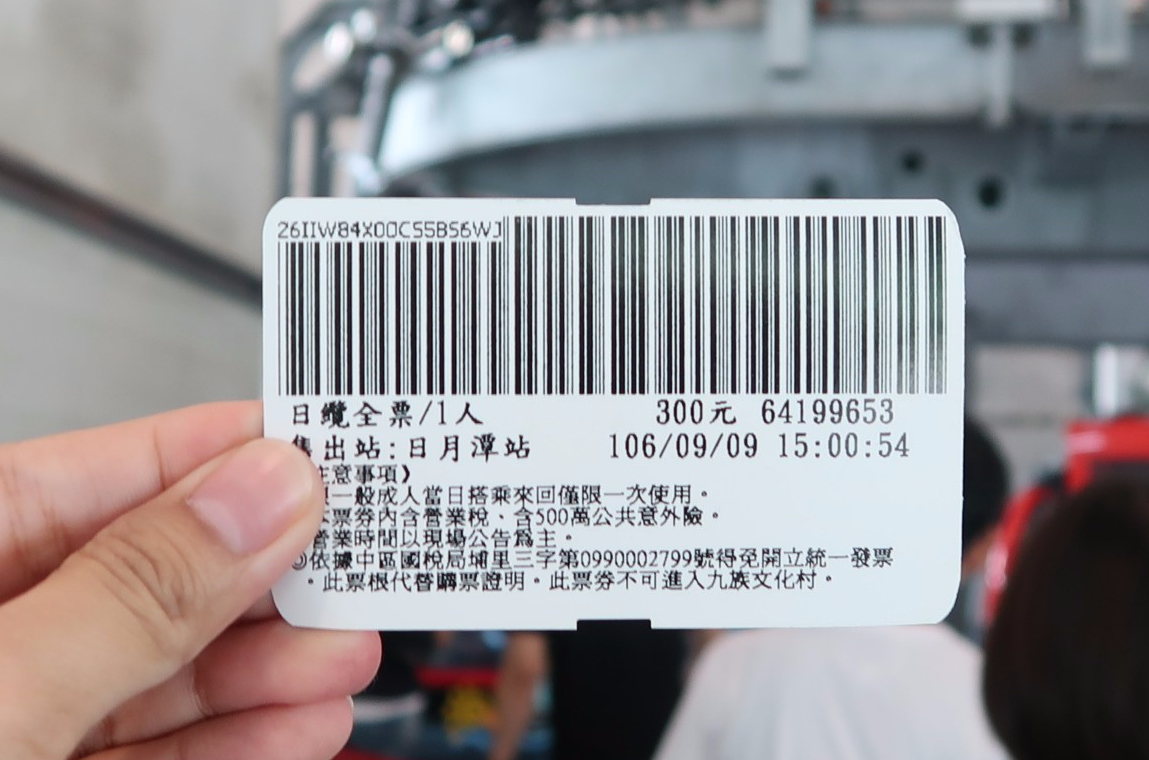 26IIW84X00C55BS6WJ
日纜全票/1人 300元 64199653
售出站:日月潭站 106/09/09 15:00:54
注意事項》
限一般成人當日搭乘來回僅限一次使用。
本票券內含營業稅、含500萬公共意外險。
營業時間以現場公告為主。
◎依據中區國稅局埔里三字第0990002799號得免開立統一發票
。此票根代替購票證明。此票券不可進入九族文化村。